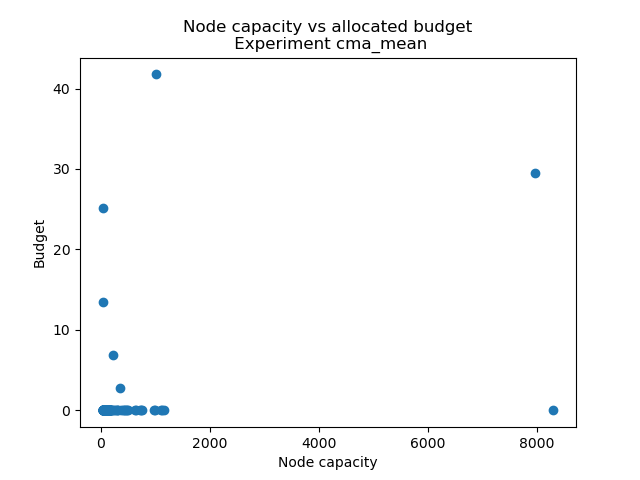 Node capacity vs allocated budget
Experiment cma_mean
40
30
20
10
0
Budget
0 2000 4000 6000 8000
Node capacity